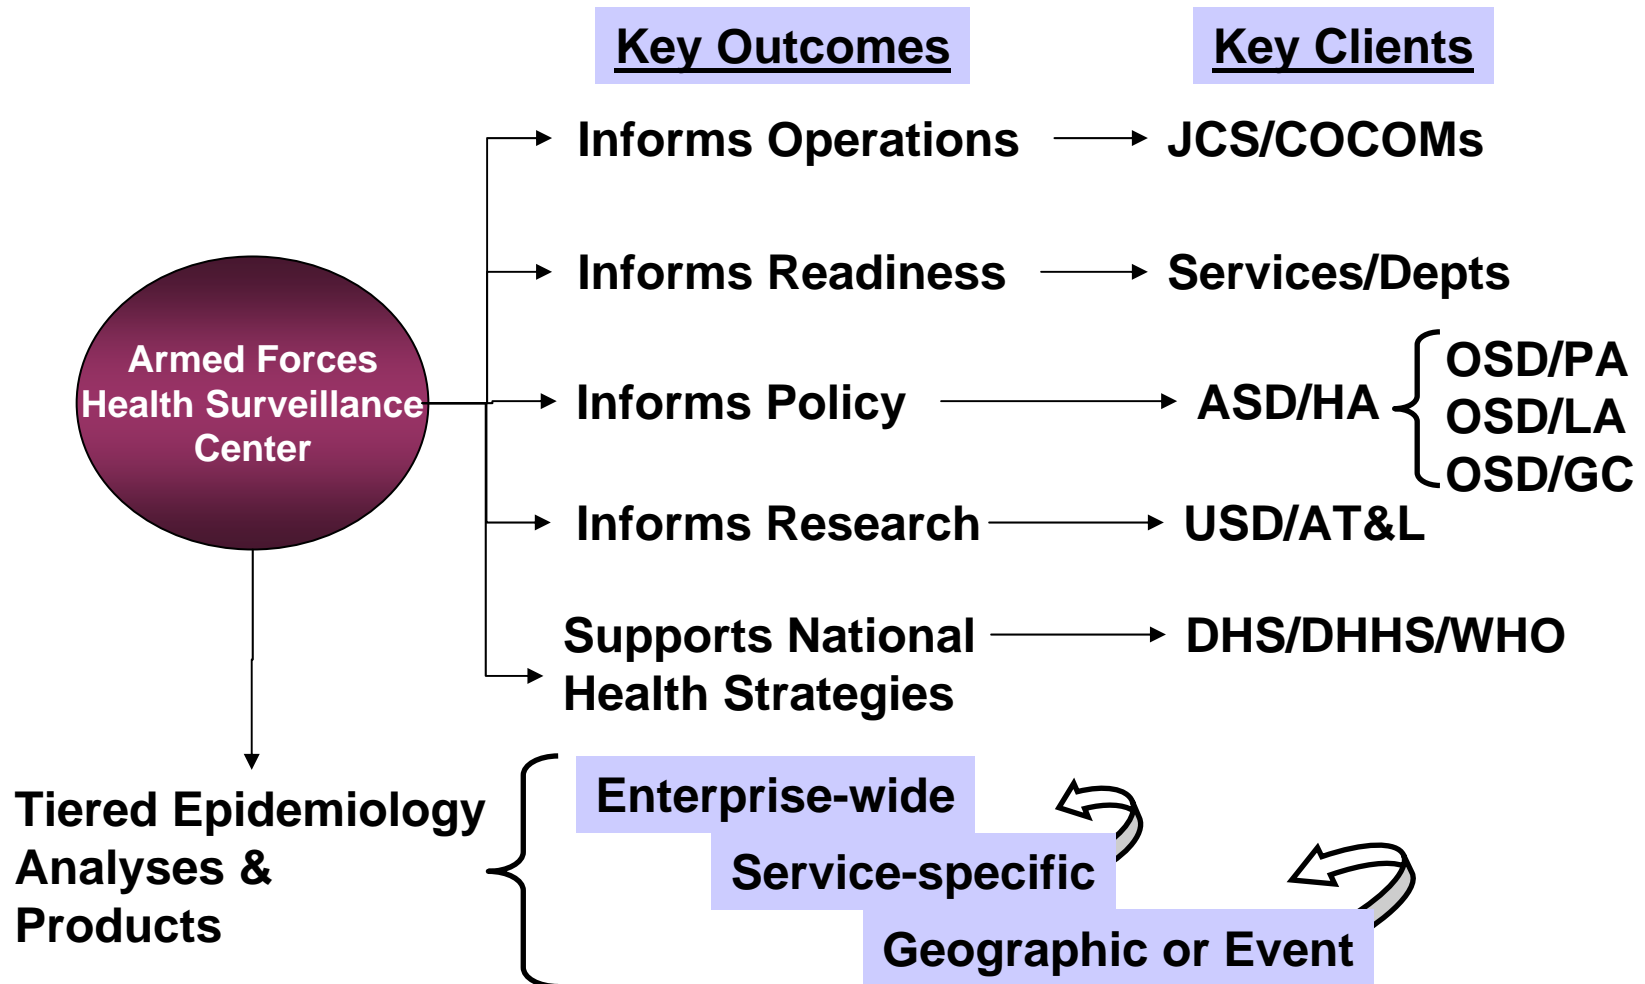 Key Outcomes
Key Clients
Informs Operations
JCS/COCOMs
Informs Readiness
Services/Depts
Armed Forces
Health Surveillance
Center
Informs Policy
ASD/HA
OSD/PA
OSD/LA
OSD/GC
Informs Research
USD/AT&L
Supports National
Health Strategies
DHS/DHHS/WHO
Tiered Epidemiology
Analyses &
Products
Enterprise-wide
Service-specific
Geographic or Event